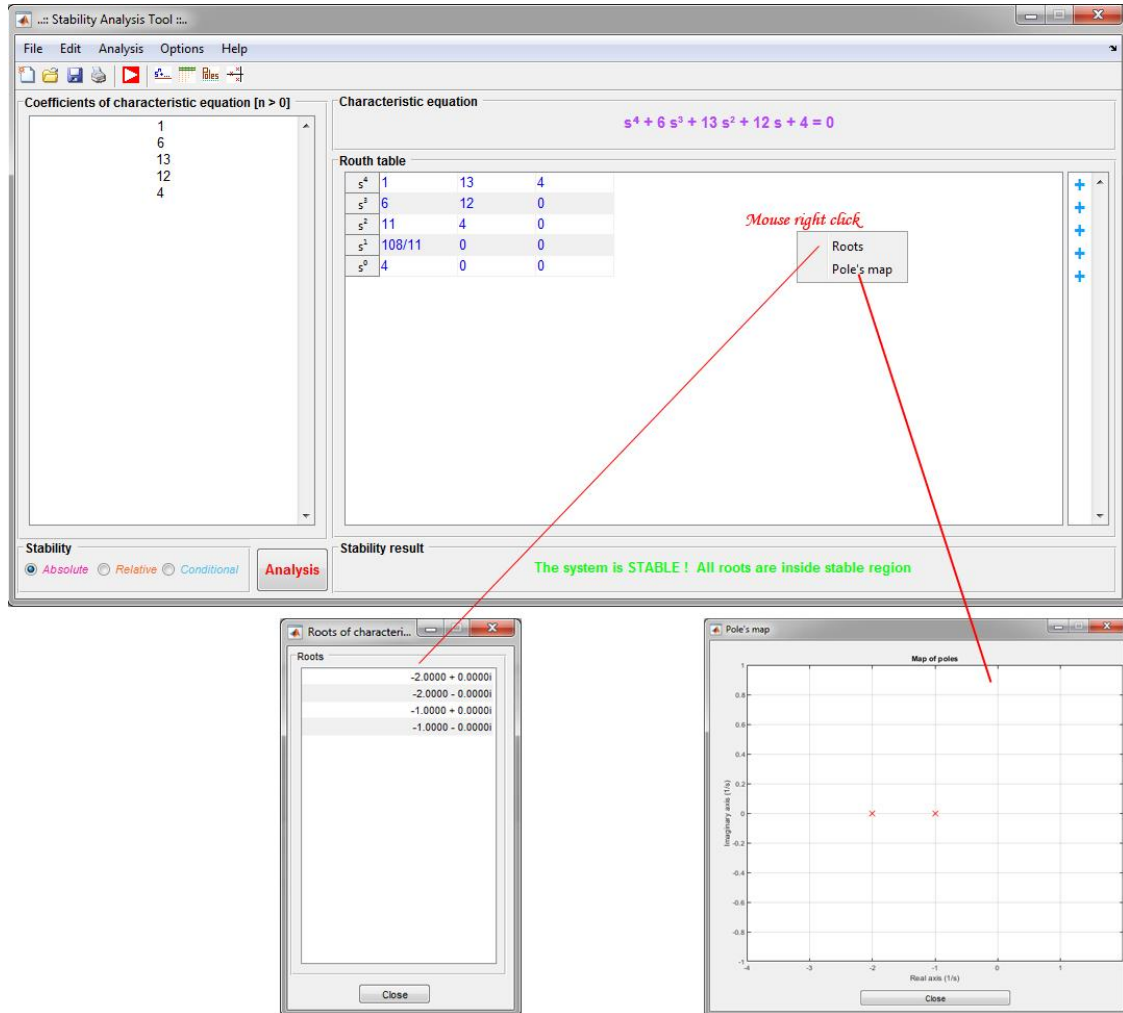 ..:: Stability Analysis Tool ::..
File Edit Analysis Options Help
Coefficients of characteristic equation [n > 0]
1
6
13
12
4
Characteristic equation
s⁴ + 6 s³ + 13 s² + 12 s + 4 = 0
Routh table
s⁴ 1 13 4
s³ 6 12 0
s² 11 4 0
s¹ 108/11 0 0
s⁰ 4 0 0
+
+
+
+
+
Mouse right click
Roots
Pole's map
Stability
Absolute Relative Conditional
Analysis
Stability result
The system is STABLE ! All roots are inside stable region
Roots of characteri...
Roots
-2.0000 + 0.0000i
-2.0000 - 0.0000i
-1.0000 + 0.0000i
-1.0000 - 0.0000i
Close
Pole's map
Map of poles
Imaginary axis (1/s)
1
0.8
0.6
0.4
0.2
0
-0.2
-0.4
-0.6
-0.8
-1
-4 -3 -2 -1 0 1
Real axis (1/s)
Close